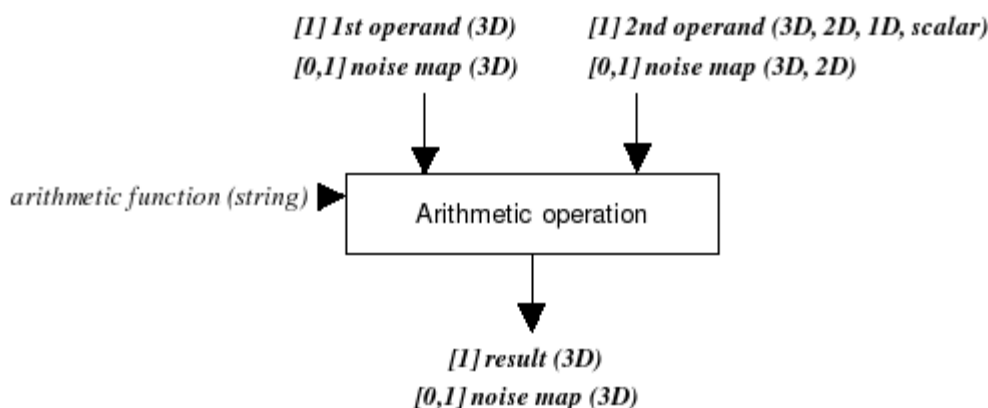 [1] 1st operand (3D)
[0,1] noise map (3D)
[1] 2nd operand (3D, 2D, 1D, scalar)
[0,1] noise map (3D, 2D)
arithmetic function (string)
Arithmetic operation
[1] result (3D)
[0,1] noise map (3D)